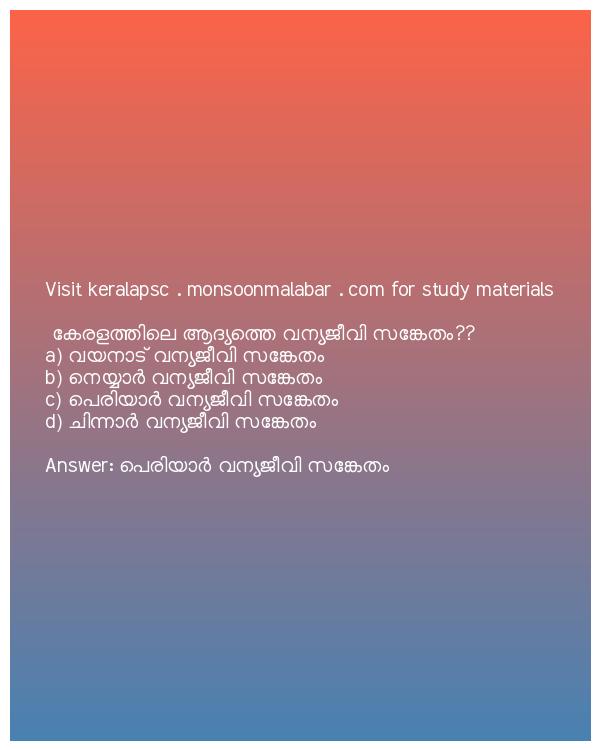 Visit keralapsc . monsoonmalabar . com for study materials
കേരളത്തിലെ ആദ്യത്തെ വന്യജീവി സങ്കേതം??
a) വയനാട് വന്യജീവി സങ്കേതം
b) നെയ്യാർ വന്യജീവി സങ്കേതം
c) പെരിയാർ വന്യജീവി സങ്കേതം
d) ചിന്നാർ വന്യജീവി സങ്കേതം
Answer: പെരിയാർ വന്യജീവി സങ്കേതം